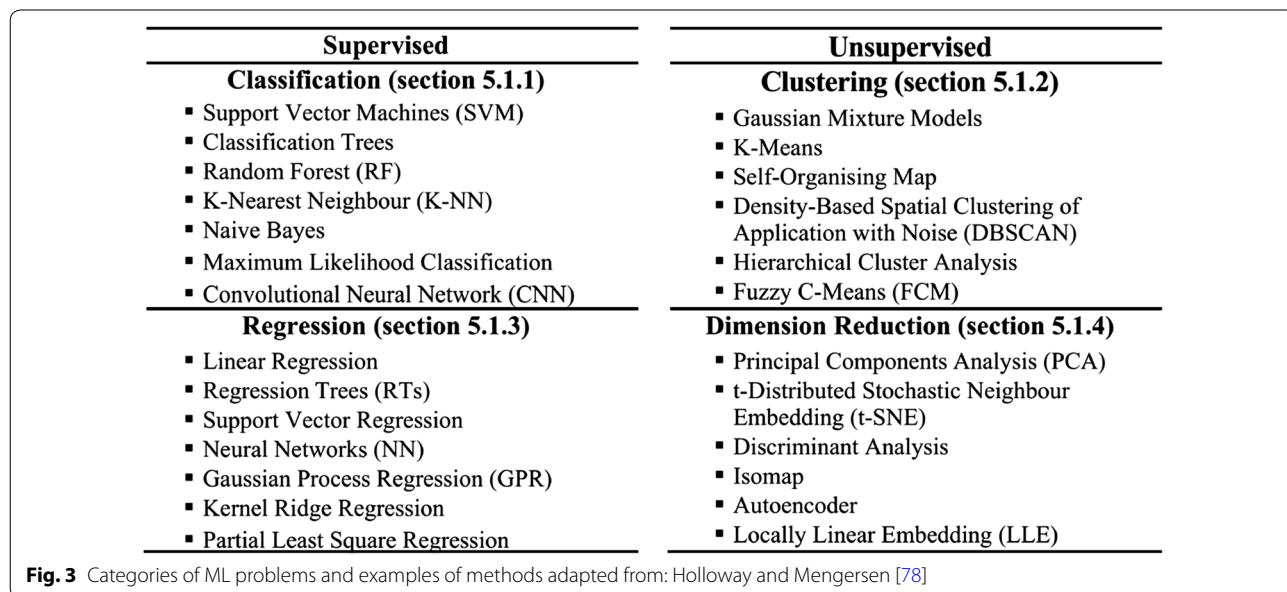 Supervised
Classification (section 5.1.1)
▪ Support Vector Machines (SVM)
▪ Classification Trees
▪ Random Forest (RF)
▪ K-Nearest Neighbour (K-NN)
▪ Naive Bayes
▪ Maximum Likelihood Classification
▪ Convolutional Neural Network (CNN)
Regression (section 5.1.3)
▪ Linear Regression
▪ Regression Trees (RTs)
▪ Support Vector Regression
▪ Neural Networks (NN)
▪ Gaussian Process Regression (GPR)
▪ Kernel Ridge Regression
▪ Partial Least Square Regression
Unsupervised
Clustering (section 5.1.2)
▪ Gaussian Mixture Models
▪ K-Means
▪ Self-Organising Map
▪ Density-Based Spatial Clustering of
Application with Noise (DBSCAN)
▪ Hierarchical Cluster Analysis
▪ Fuzzy C-Means (FCM)
Dimension Reduction (section 5.1.4)
▪ Principal Components Analysis (PCA)
▪ t-Distributed Stochastic Neighbour
Embedding (t-SNE)
▪ Discriminant Analysis
▪ Isomap
▪ Autoencoder
▪ Locally Linear Embedding (LLE)
Fig. 3 Categories of ML problems and examples of methods adapted from: Holloway and Mengersen [78]